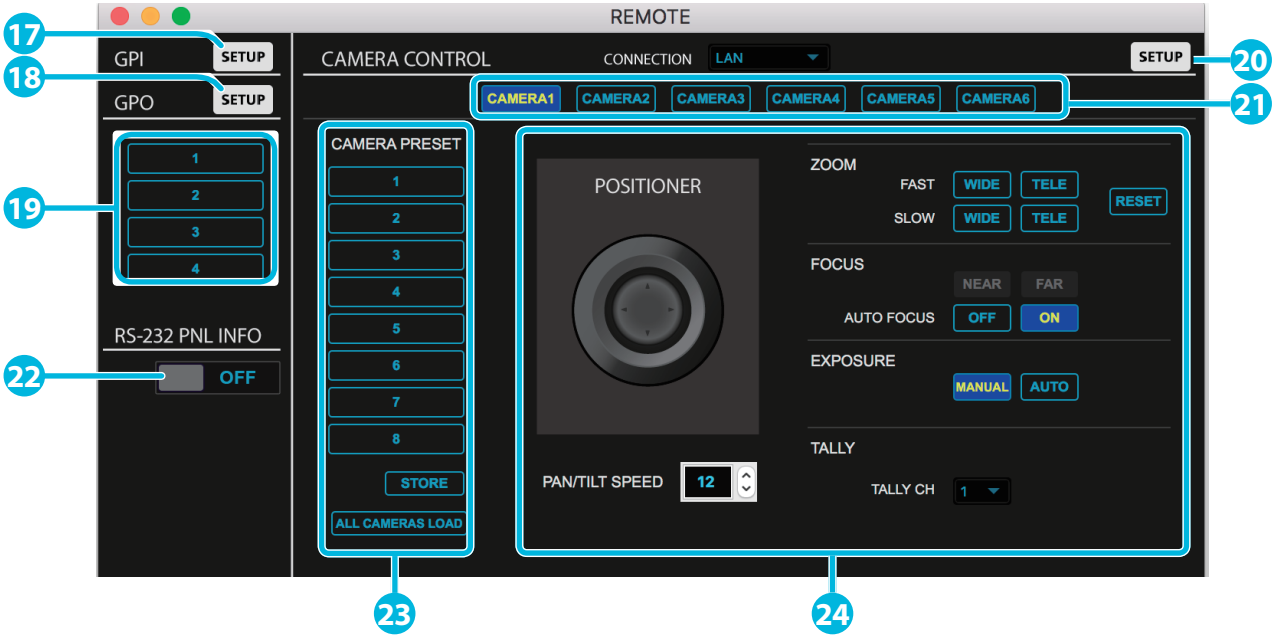 REMOTE
17
GPI SETUP
18
GPO SETUP
19
1
2
3
4
RS-232 PNL INFO
22
OFF
CAMERA CONTROL CONNECTION LAN SETUP
20
CAMERA1 CAMERA2 CAMERA3 CAMERA4 CAMERA5 CAMERA6
21
CAMERA PRESET
1
2
3
4
5
6
7
8
STORE
ALL CAMERAS LOAD
23
POSITIONER
PAN/TILT SPEED 12
ZOOM
FAST WIDE TELE
RESET
SLOW WIDE TELE
FOCUS
NEAR FAR
AUTO FOCUS OFF ON
EXPOSURE
MANUAL AUTO
TALLY
TALLY CH 1
24